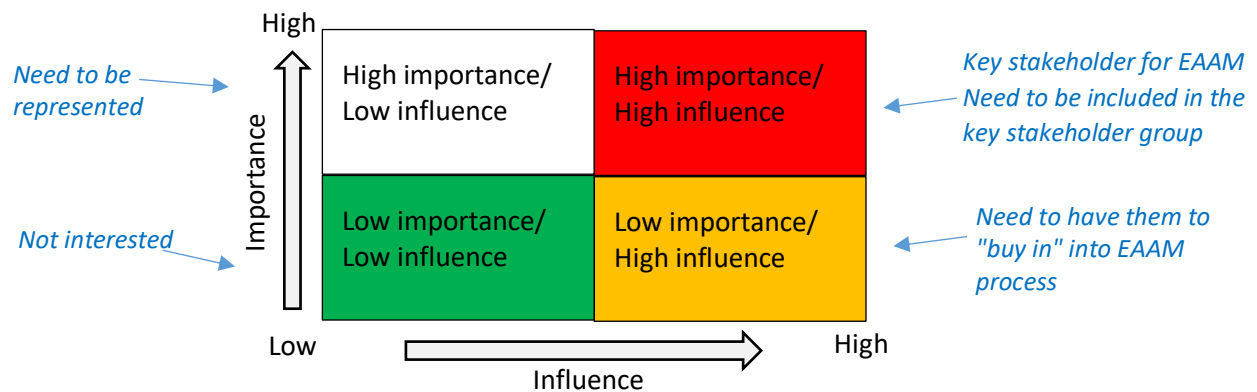 High
Need to be
represented
Importance
High importance/
Low influence
High importance/
High influence
Key stakeholder for EAAM
Need to be included in the
key stakeholder group
Not interested
Low importance/
Low influence
Low importance/
High influence
Need to have them to
"buy in" into EAAM
process
Low
High
Influence